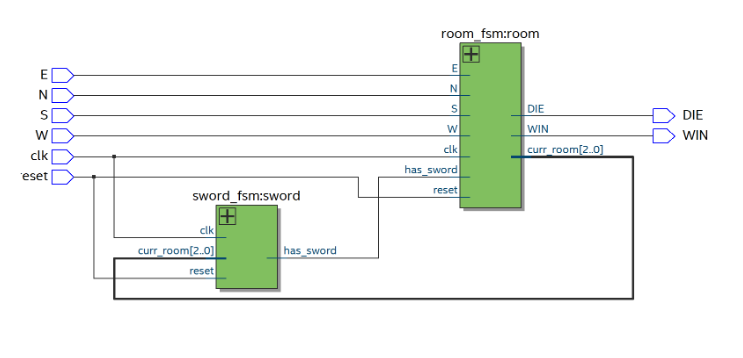 room_fsm:room
E
N
S
W
clk
reset
E
N
S
W
clk
has_sword
reset
DIE
WIN
curr_room[2..0]
DIE
WIN
sword_fsm:sword
clk
curr_room[2..0]
reset
has_sword